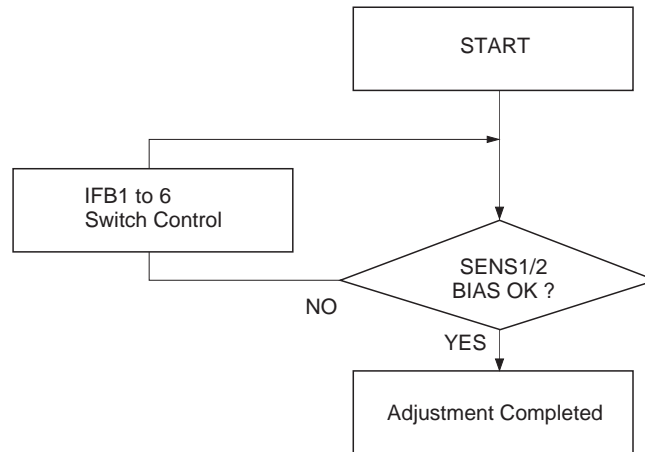 START
IFB1 to 6
Switch Control
SENS1/2
BIAS OK ?
NO
YES
Adjustment Completed